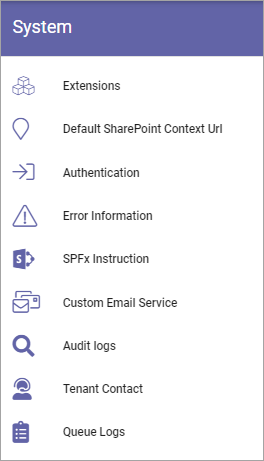 System
Extensions
Default SharePoint Context Url
Authentication
Error Information
SPFx Instruction
Custom Email Service
Audit logs
Tenant Contact
Queue Logs